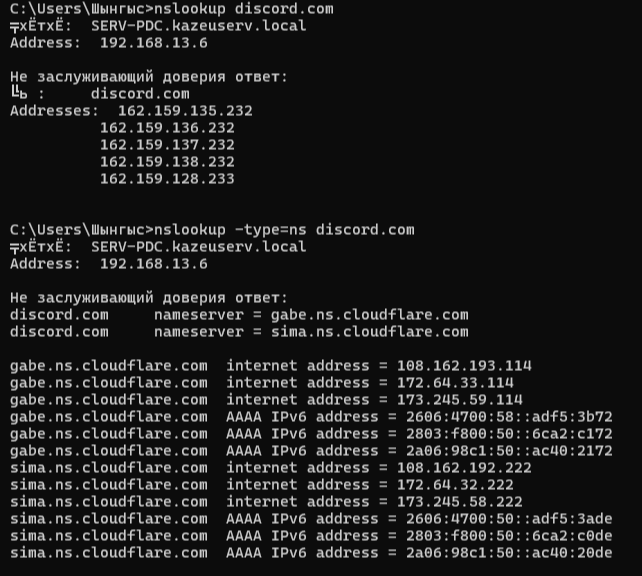 C:\Users\Шынгыс>nslookup discord.com
╤хЁтхЁ:  SERV-PDC.kazeuserv.local
Address:  192.168.13.6

Не заслуживающий доверия ответ:
╚ь :     discord.com
Addresses:  162.159.135.232
          162.159.136.232
          162.159.137.232
          162.159.138.232
          162.159.128.233

C:\Users\Шынгыс>nslookup -type=ns discord.com
╤хЁтхЁ:  SERV-PDC.kazeuserv.local
Address:  192.168.13.6

Не заслуживающий доверия ответ:
discord.com     nameserver = gabe.ns.cloudflare.com
discord.com     nameserver = sima.ns.cloudflare.com

gabe.ns.cloudflare.com  internet address = 108.162.193.114
gabe.ns.cloudflare.com  internet address = 172.64.33.114
gabe.ns.cloudflare.com  internet address = 173.245.59.114
gabe.ns.cloudflare.com  AAAA IPv6 address = 2606:4700:58::adf5:3b72
gabe.ns.cloudflare.com  AAAA IPv6 address = 2803:f800:50::6ca2:c172
gabe.ns.cloudflare.com  AAAA IPv6 address = 2a06:98c1:50::ac40:2172
sima.ns.cloudflare.com  internet address = 108.162.192.222
sima.ns.cloudflare.com  internet address = 172.64.32.222
sima.ns.cloudflare.com  internet address = 173.245.58.222
sima.ns.cloudflare.com  AAAA IPv6 address = 2606:4700:50::adf5:3ade
sima.ns.cloudflare.com  AAAA IPv6 address = 2803:f800:50::6ca2:c0de
sima.ns.cloudflare.com  AAAA IPv6 address = 2a06:98c1:50::ac40:20de